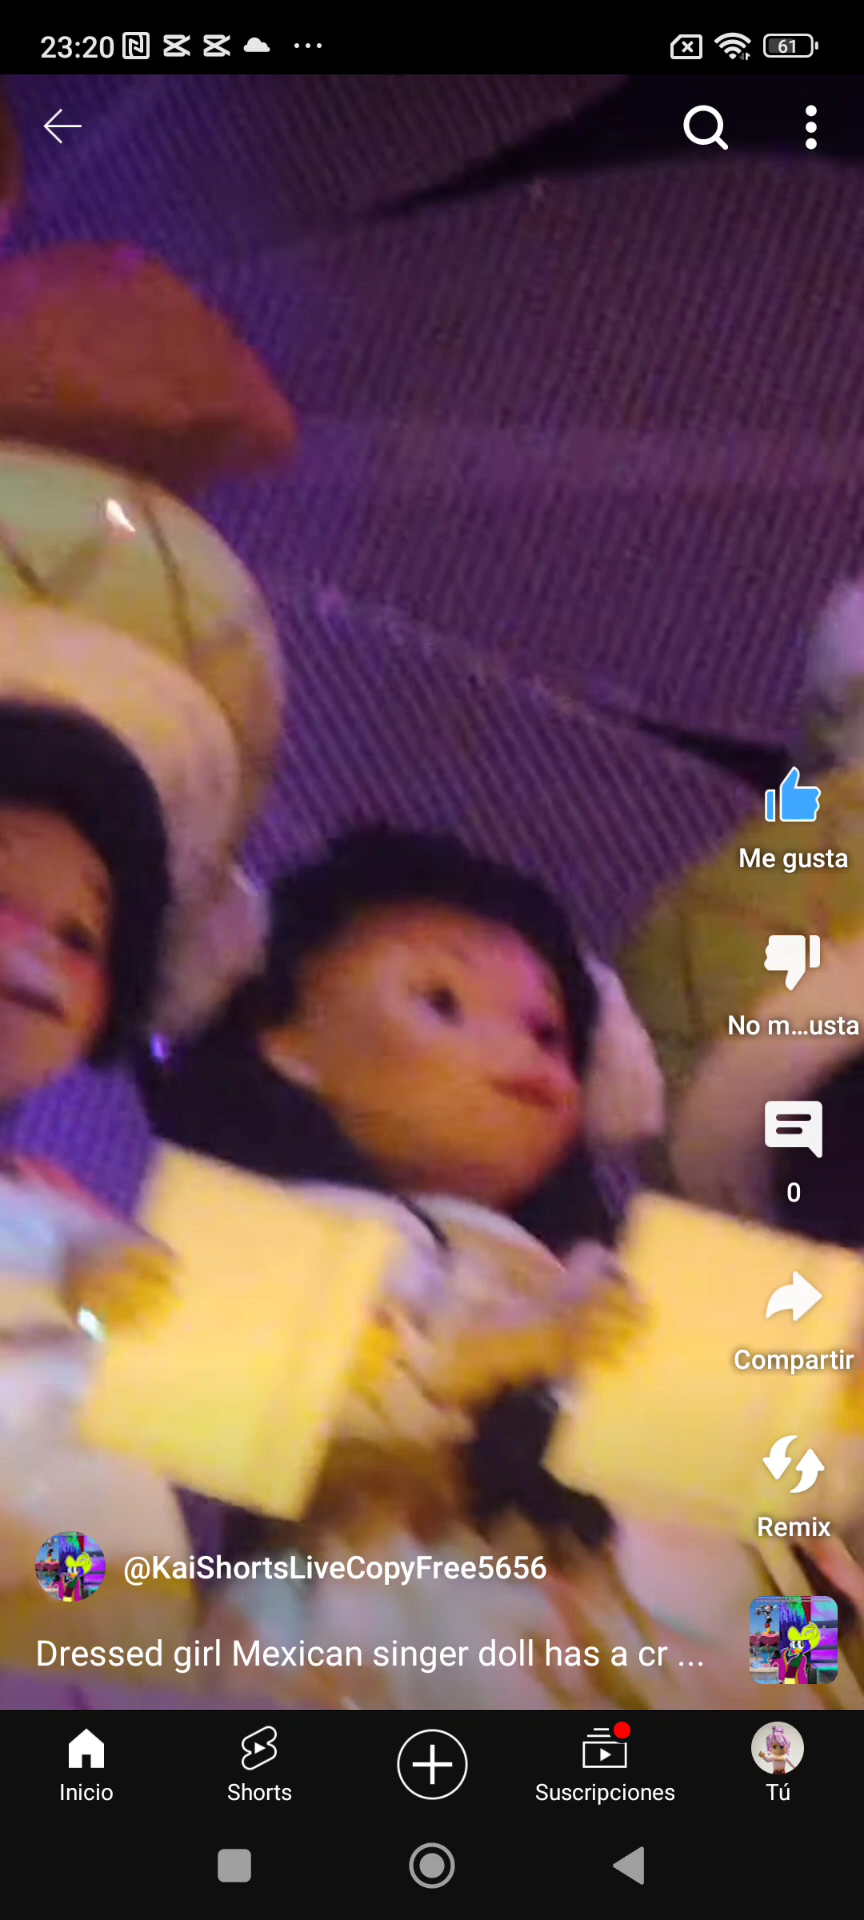 23:20
61
Me gusta
No m...usta
0
Compartir
Remix
@KaiShortsLiveCopyFree5656
Dressed girl Mexican singer doll has a cr ...
Inicio
Shorts
Suscripciones
Tú